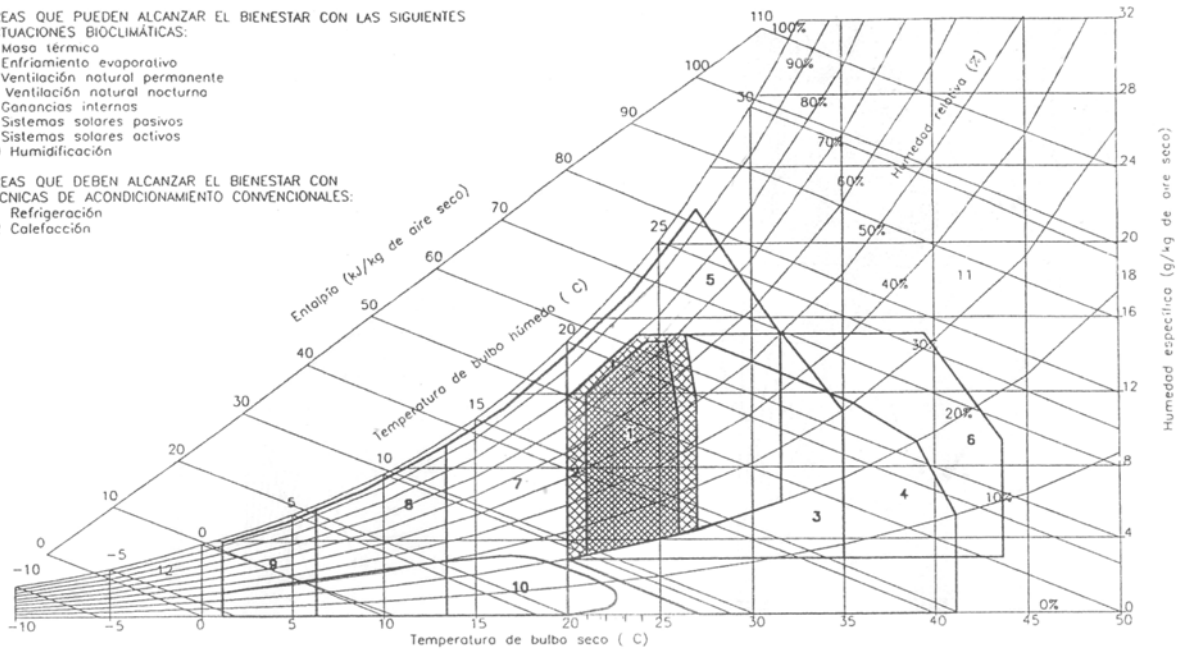 EAS QUE PUEDEN ALCANZAR EL BIENESTAR CON LAS SIGUIENTES
TUACIONES BIOCLIMÁTICAS:
Masa térmica
Enfriamiento evaporativo
Ventilación natural permanente
Ventilación natural nocturna
Ganancias internas
Sistemas solares pasivos
Sistemas solares activos
Humidificación
EAS QUE DEBEN ALCANZAR EL BIENESTAR CON
CNICAS DE ACONDICIONAMIENTO CONVENCIONALES:
Refrigeración
Calefacción
Entalpía (kJ/kg de aire seco)
0 10 20 30 40 50 60 70 80 90 100 110
Temperatura de bulbo húmedo ( C)
-10 -5 0 5 10 15 20 25 30
Humedad relativa (%)
100%
90%
80%
70%
60%
50%
40%
30%
20%
10%
0%
1
3
4
5
6
7
8
9
10
11
12
Humedad específica (g/kg de aire seco)
32
28
24
20
18
16
12
8
4
0
-10 -5 0 5 10 15 20 25 30 35 41 45 50
Temperatura de bulbo seco ( C)